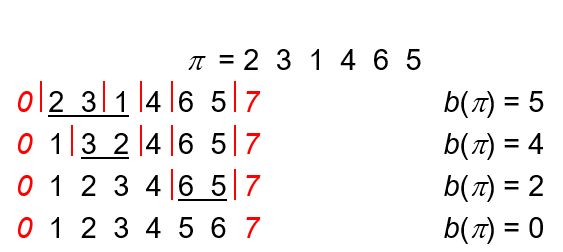 π = 2 3 1 4 6 5
0 | 2 3 | 1 | 4 | 6 5 | 7 b(π) = 5
0 1 | 3 2 | 4 | 6 5 | 7 b(π) = 4
0 1 2 3 4 | 6 5 | 7 b(π) = 2
0 1 2 3 4 5 6 7 b(π) = 0